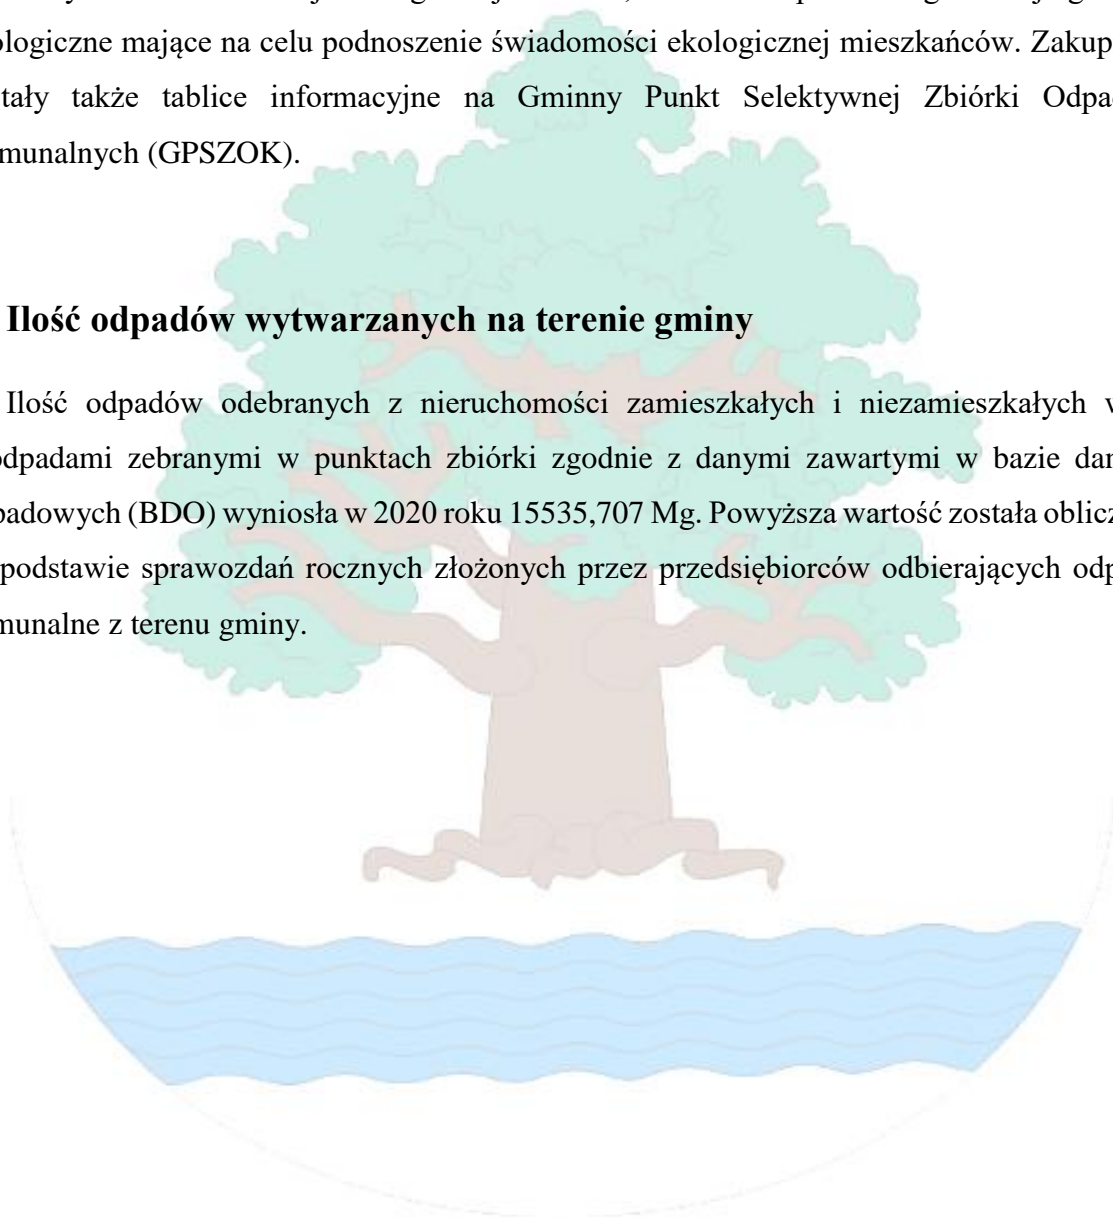 ologiczne mające na celu podnoszenie świadomości ekologicznej mieszkańców. Zakup
tały także tablice informacyjne na Gminny Punkt Selektywnej Zbiórki Odpa
munalnych (GPSZOK).
Ilość odpadów wytwarzanych na terenie gminy
Ilość odpadów odebranych z nieruchomości zamieszkałych i niezamieszkałych w
odpadami zebranymi w punktach zbiórki zgodnie z danymi zawartymi w bazie dan
padowych (BDO) wyniosła w 2020 roku 15535,707 Mg. Powyższa wartość została oblicz
podstawie sprawozdań rocznych złożonych przez przedsiębiorców odbierających odp
munalne z terenu gminy.